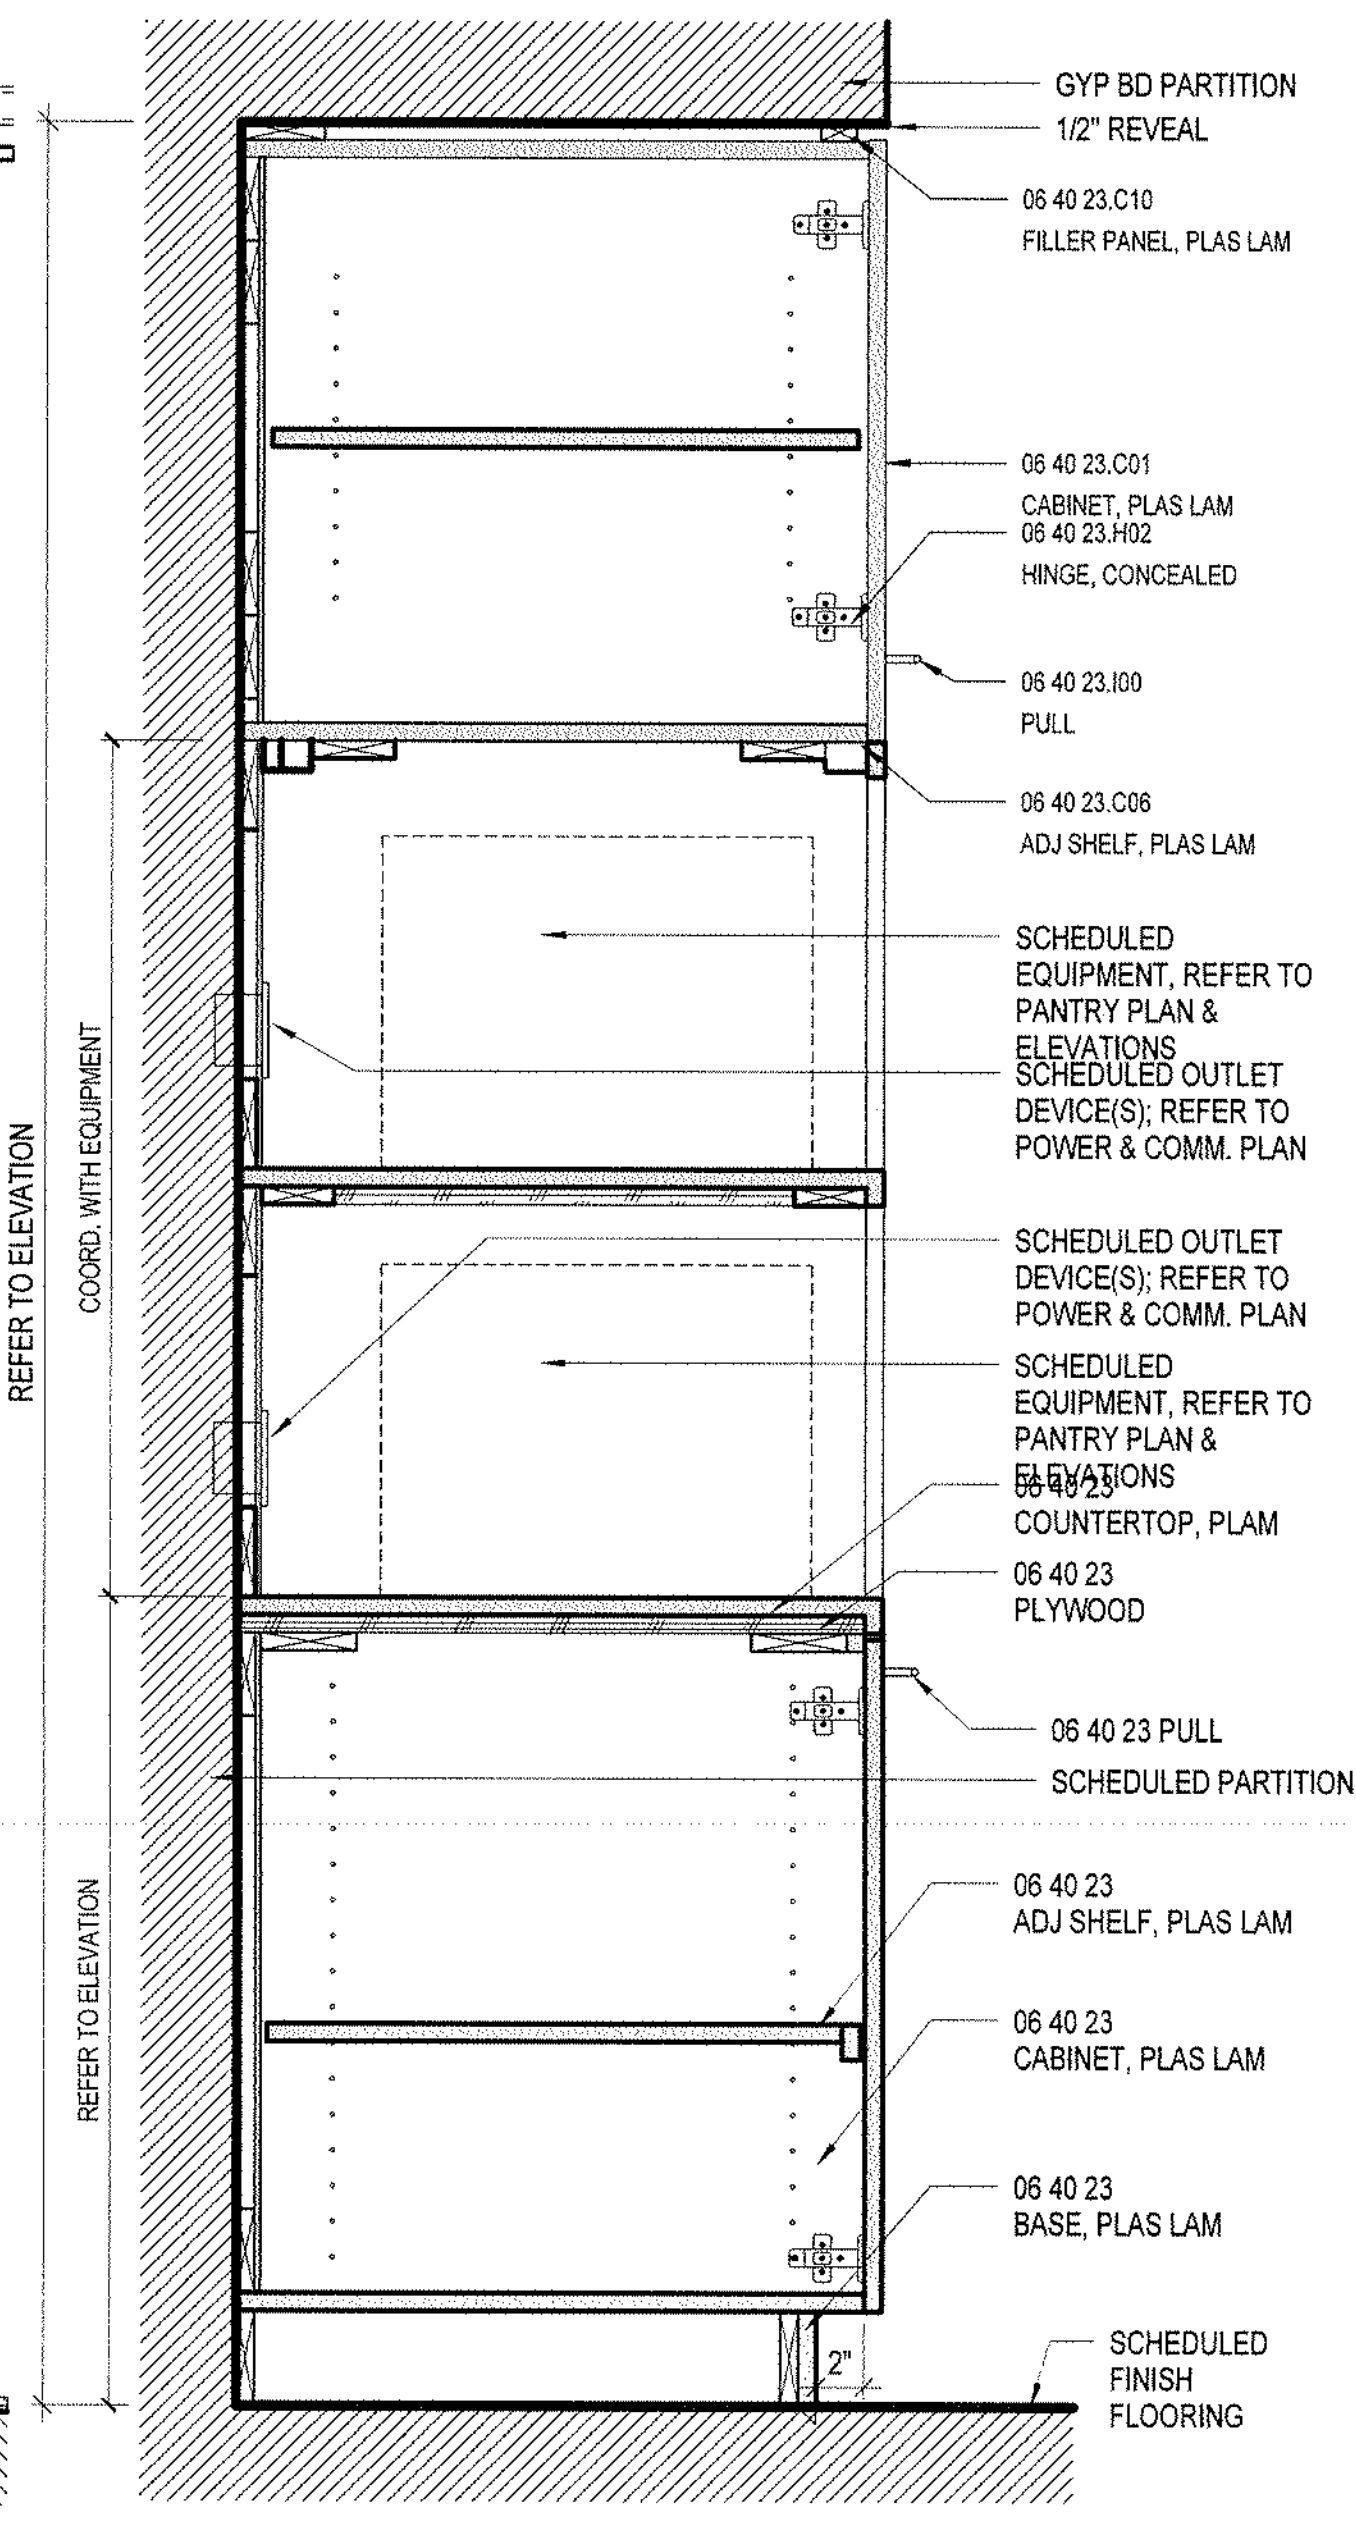 GYP BD PARTITION
1/2" REVEAL
06 40 23.C10
FILLER PANEL, PLAS LAM
06 40 23.C01
CABINET, PLAS LAM
06 40 23.H02
HINGE, CONCEALED
06 40 23.I00
PULL
06 40 23.C06
ADJ SHELF, PLAS LAM
SCHEDULED
EQUIPMENT, REFER TO
PANTRY PLAN &
ELEVATIONS
SCHEDULED OUTLET
DEVICE(S); REFER TO
POWER & COMM. PLAN
COORD. WITH EQUIPMENT
REFER TO ELEVATION
SCHEDULED OUTLET
DEVICE(S); REFER TO
POWER & COMM. PLAN
SCHEDULED
EQUIPMENT, REFER TO
PANTRY PLAN &
ELEVATIONS
06 40 23
COUNTERTOP, PLAM
06 40 23
PLYWOOD
06 40 23 PULL
SCHEDULED PARTITION
REFER TO ELEVATION
06 40 23
ADJ SHELF, PLAS LAM
06 40 23
CABINET, PLAS LAM
06 40 23
BASE, PLAS LAM
2"
SCHEDULED
FINISH
FLOORING